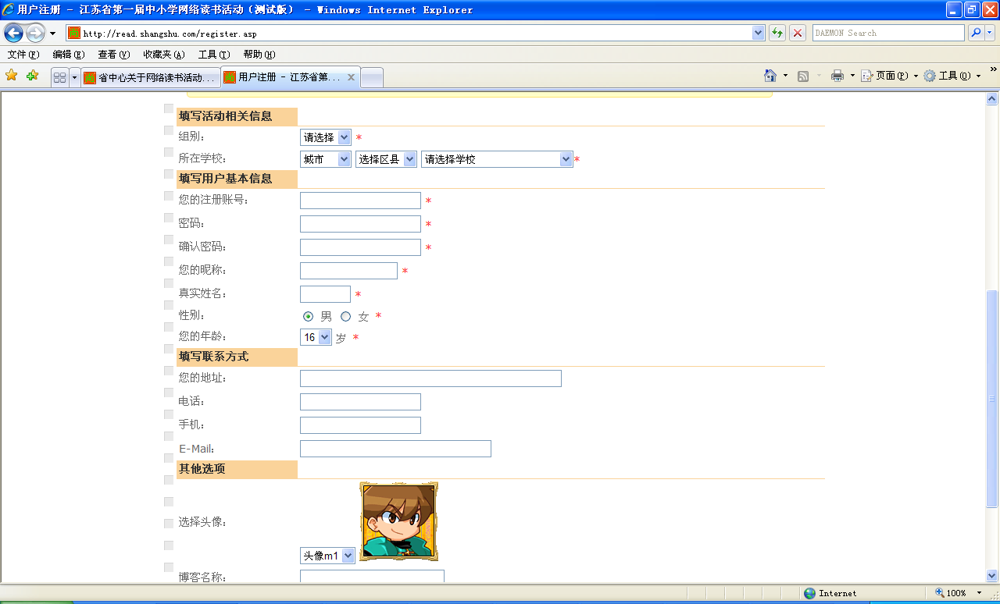 用户注册 - 江苏省第一届中小学网络读书活动（测试版） - Windows Internet Explorer
http://read.shangshu.com/register.asp
DAEMON Search
文件(F) 编辑(E) 查看(V) 收藏夹(A) 工具(T) 帮助(H)
省中心关于网络读书活动... 用户注册 - 江苏省第... 页面(P) 工具(O) »
填写活动相关信息
组别： 请选择 *
所在学校： 城市 选择区县 请选择学校 *
填写用户基本信息
您的注册账号： *
密码： *
确认密码： *
您的昵称： *
真实姓名： *
性别： 男 女 *
您的年龄： 16 岁 *
填写联系方式
您的地址：
电话：
手机：
E-Mail：
其他选项
选择头像：
头像m1
博客名称：
Internet 100%